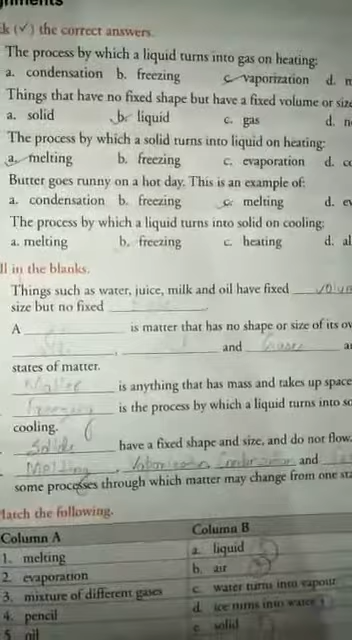 the correct answers.
The process by which a liquid turns into gas on heating:
a. condensation b. freezing c. vaporization d.
Things that have no fixed shape but have a fixed volume or size
a. solid b. liquid c. gas d.
The process by which a solid turns into liquid on heating:
a. melting b. freezing c. evaporation d.
Butter goes runny on a hot day. This is an example of:
a. condensation b. freezing c. melting d.
The process by which a liquid turns into solid on cooling:
a. melting b. freezing c. heating d.
in the blanks.
Things such as water, juice, milk and oil have fixed
size but no fixed
A is matter that has no shape or size of its
, and Gases
states of matter.
Matter is anything that has mass and takes up space
Freezing is the process by which a liquid turns into
cooling.
Solids have a fixed shape and size, and do not flow.
Melting , and
some processes through which matter may change from one
Match the following.
Column A Column B
1. melting a. liquid
2. evaporation b. air
3. mixture of different gases c. water turns into vapour
4. pencil d. ice turns into water
5. oil e. solid